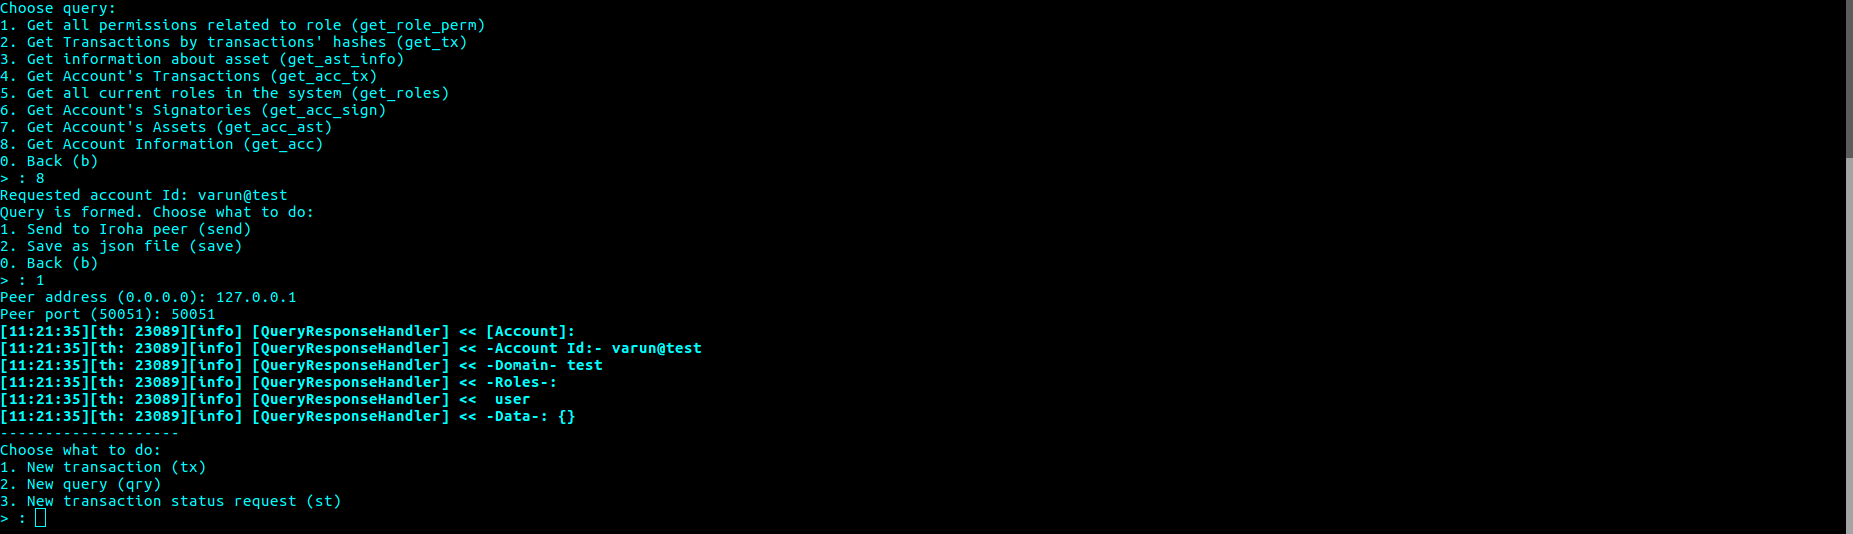 Choose query:
1. Get all permissions related to role (get_role_perm)
2. Get Transactions by transactions' hashes (get_tx)
3. Get information about asset (get_ast_info)
4. Get Account's Transactions (get_acc_tx)
5. Get all current roles in the system (get_roles)
6. Get Account's Signatories (get_acc_sign)
7. Get Account's Assets (get_acc_ast)
8. Get Account Information (get_acc)
0. Back (b)
> : 8
Requested account Id: varun@test
Query is formed. Choose what to do:
1. Send to Iroha peer (send)
2. Save as json file (save)
0. Back (b)
> : 1
Peer address (0.0.0.0): 127.0.0.1
Peer port (50051): 50051
[11:21:35][th: 23089][info] [QueryResponseHandler] << [Account]:
[11:21:35][th: 23089][info] [QueryResponseHandler] << -Account Id:- varun@test
[11:21:35][th: 23089][info] [QueryResponseHandler] << -Domain- test
[11:21:35][th: 23089][info] [QueryResponseHandler] << -Roles-:
[11:21:35][th: 23089][info] [QueryResponseHandler] <<  user
[11:21:35][th: 23089][info] [QueryResponseHandler] << -Data-: {}
--------------------
Choose what to do:
1. New transaction (tx)
2. New query (qry)
3. New transaction status request (st)
> :